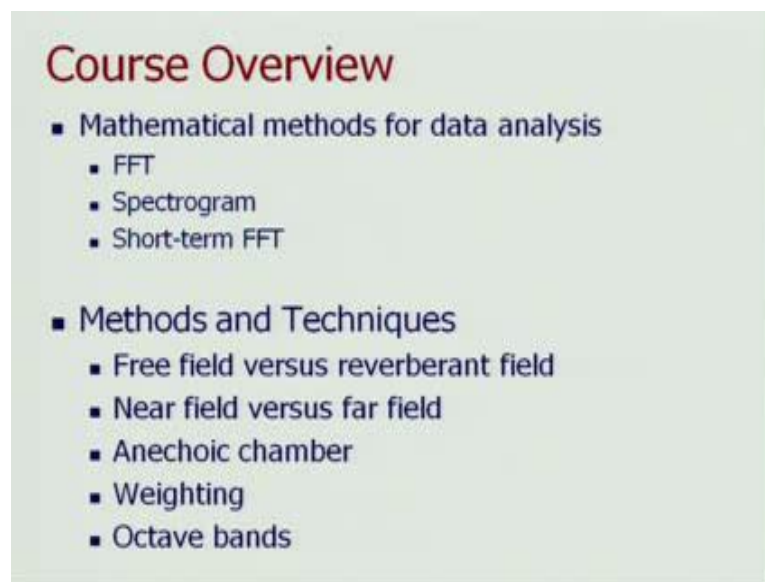 Course Overview
▪ Mathematical methods for data analysis
▪ FFT
▪ Spectrogram
▪ Short-term FFT
▪ Methods and Techniques
▪ Free field versus reverberant field
▪ Near field versus far field
▪ Anechoic chamber
▪ Weighting
▪ Octave bands